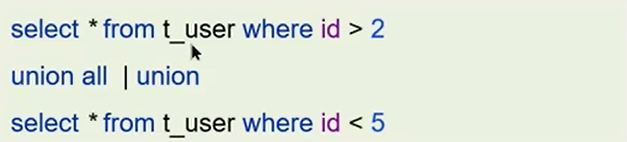 select * from t_user where id > 2
union all | union
select * from t_user where id < 5